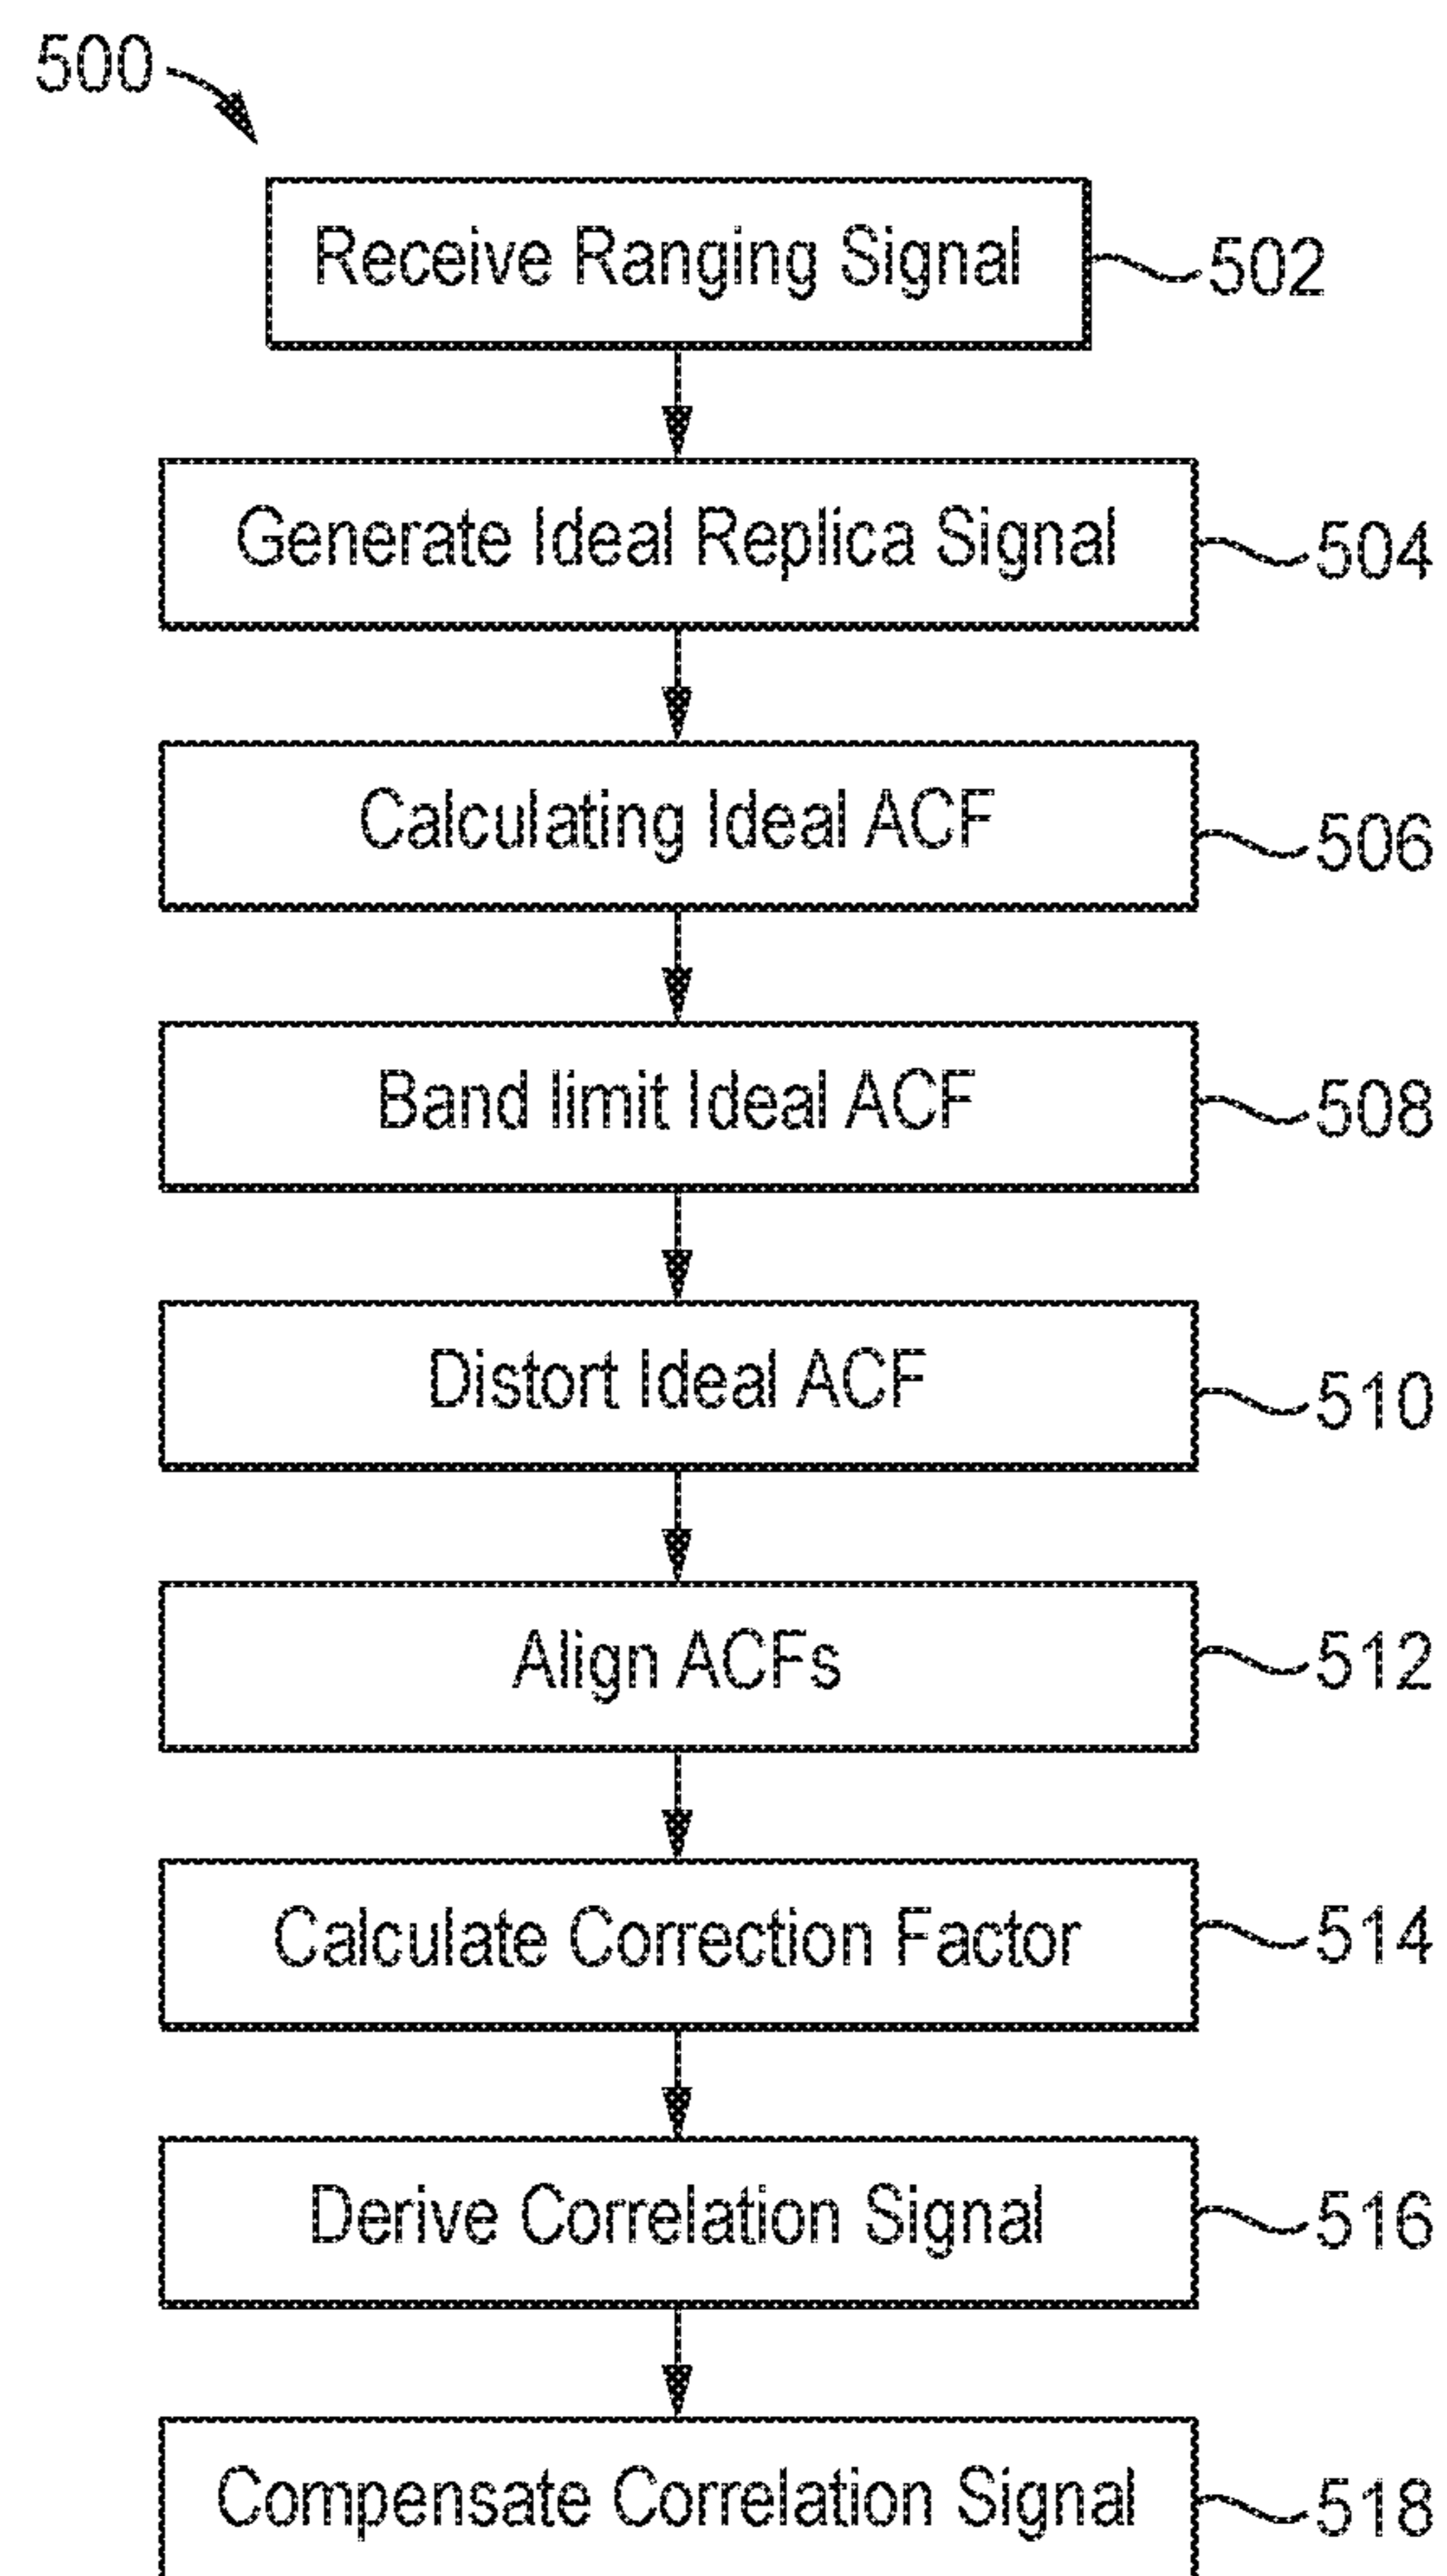 500
Receive Ranging Signal 502
Generate Ideal Replica Signal 504
Calculating Ideal ACF 506
Band limit Ideal ACF 508
Distort Ideal ACF 510
Align ACFs 512
Calculate Correction Factor 514
Derive Correlation Signal 516
Compensate Correlation Signal 518